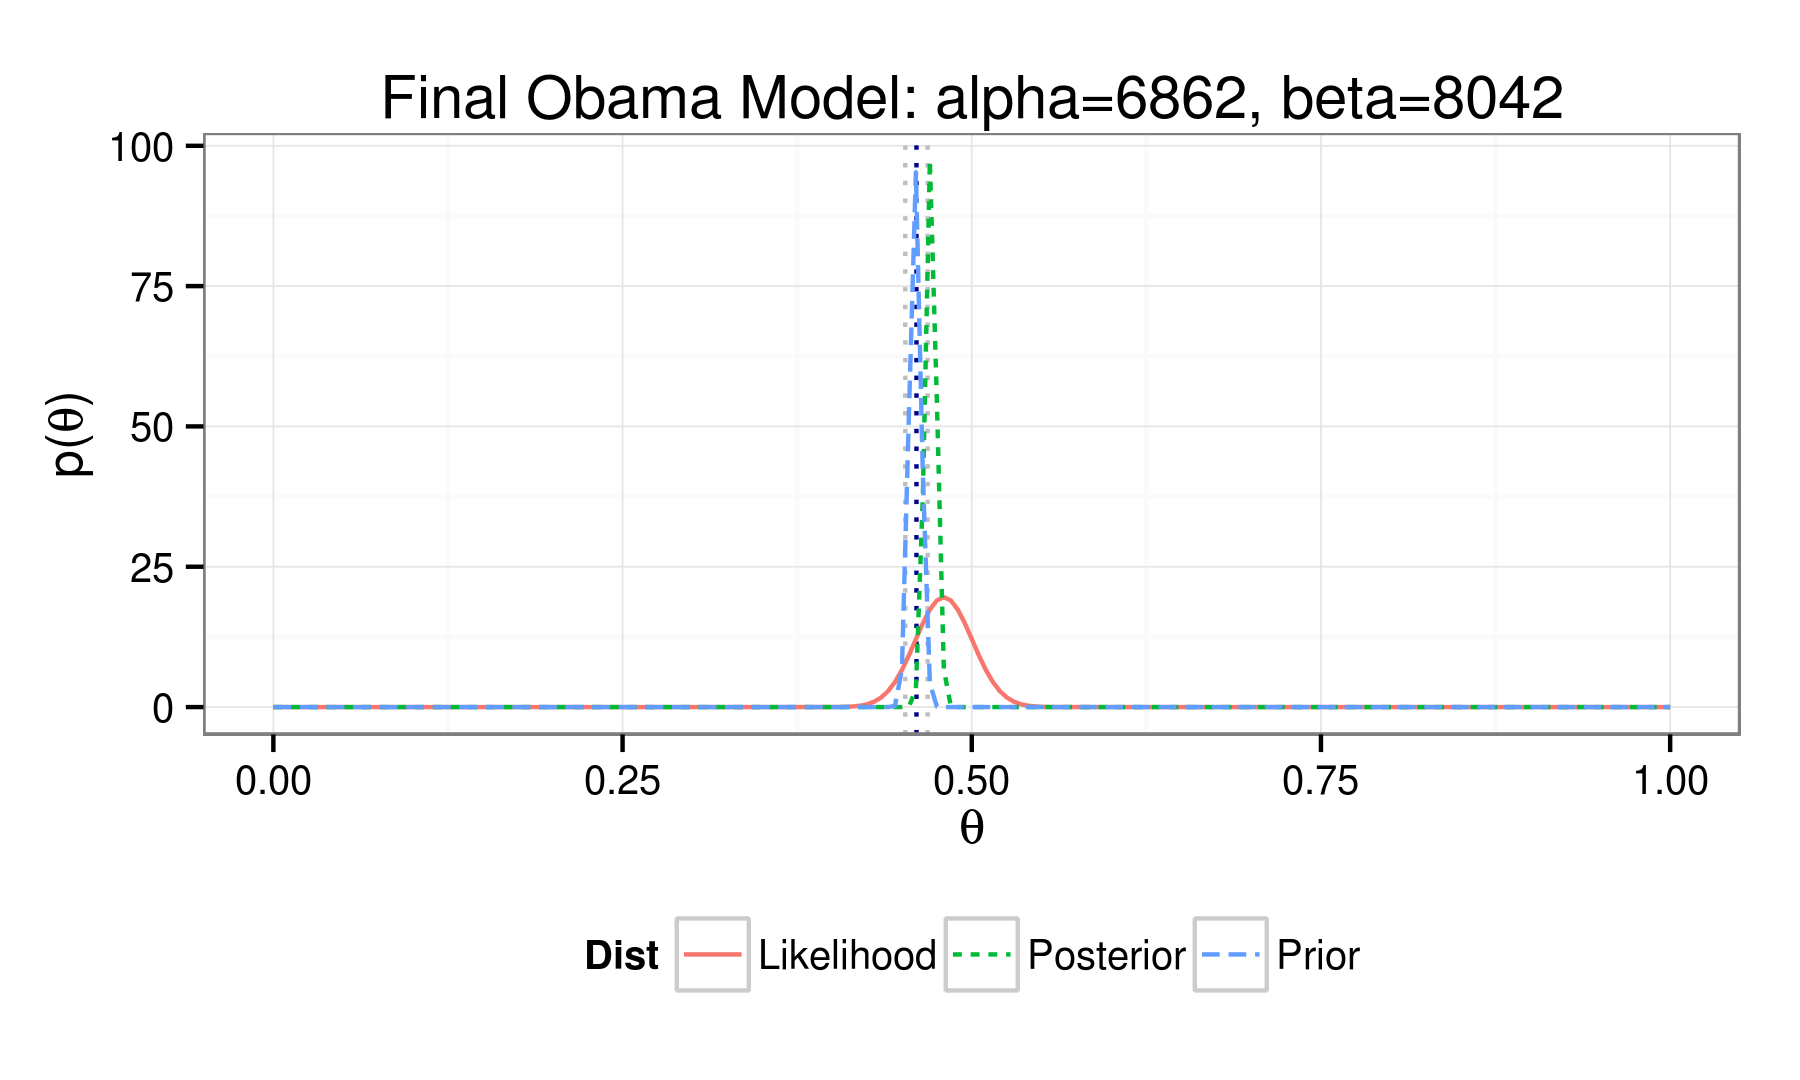 Final Obama Model: alpha=6862, beta=8042
100
75
50
25
0
p(θ)
0.00 0.25 0.50 0.75 1.00
θ
Dist Likelihood Posterior Prior